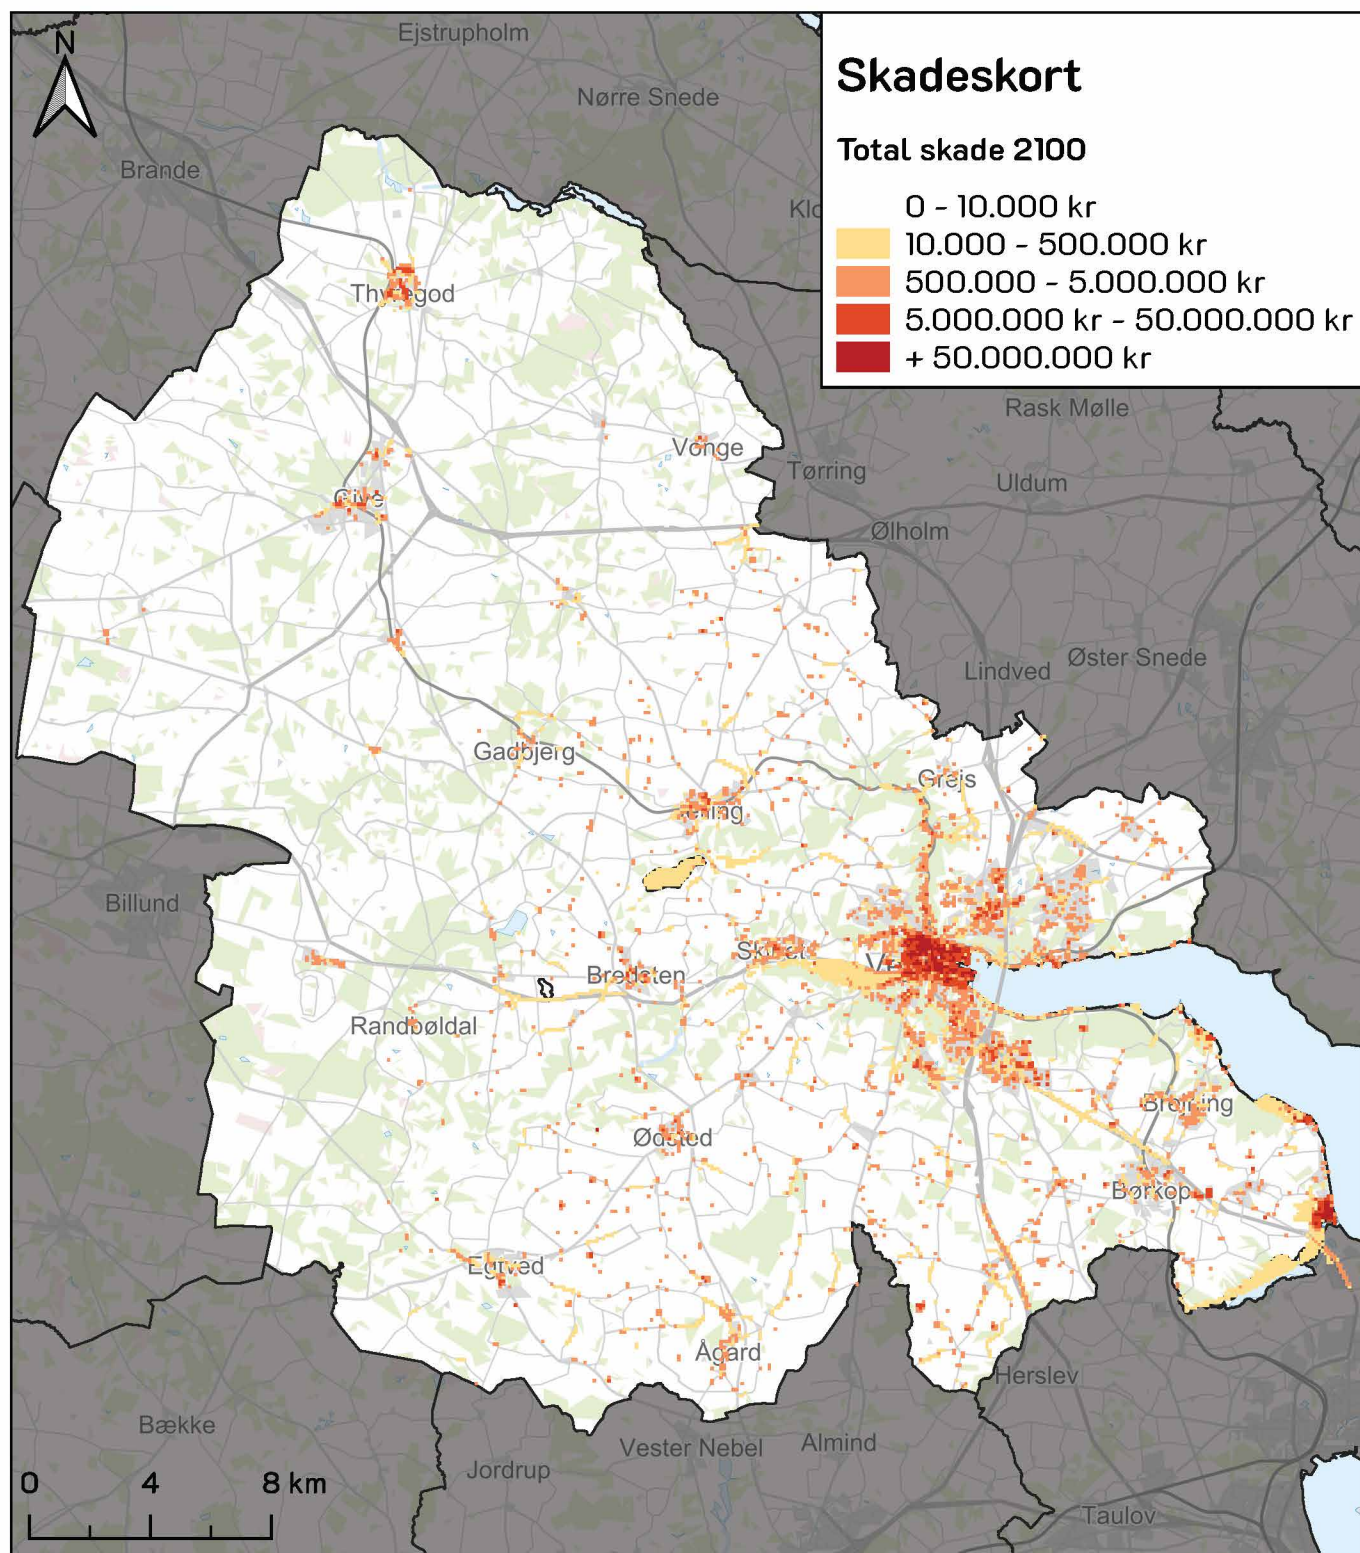 Skadeskort
Total skade 2100
0 - 10.000 kr
10.000 - 500.000 kr
500.000 - 5.000.000 kr
5.000.000 kr - 50.000.000 kr
+ 50.000.000 kr
N
Ejstrupholm
Nørre Snede
Brande
Thyregod
Rask Mølle
Vonge
Tørring
Uldum
Give
Ølholm
Øster Snede
Lindved
Gadbjerg
Grejs
Billund
Bredsten
Randbøldal
Ødsted
Børkop
Egtved
Ågard
Herslev
Bække
Vester Nebel
Almind
Jordrup
Taulov
0 4 8 km